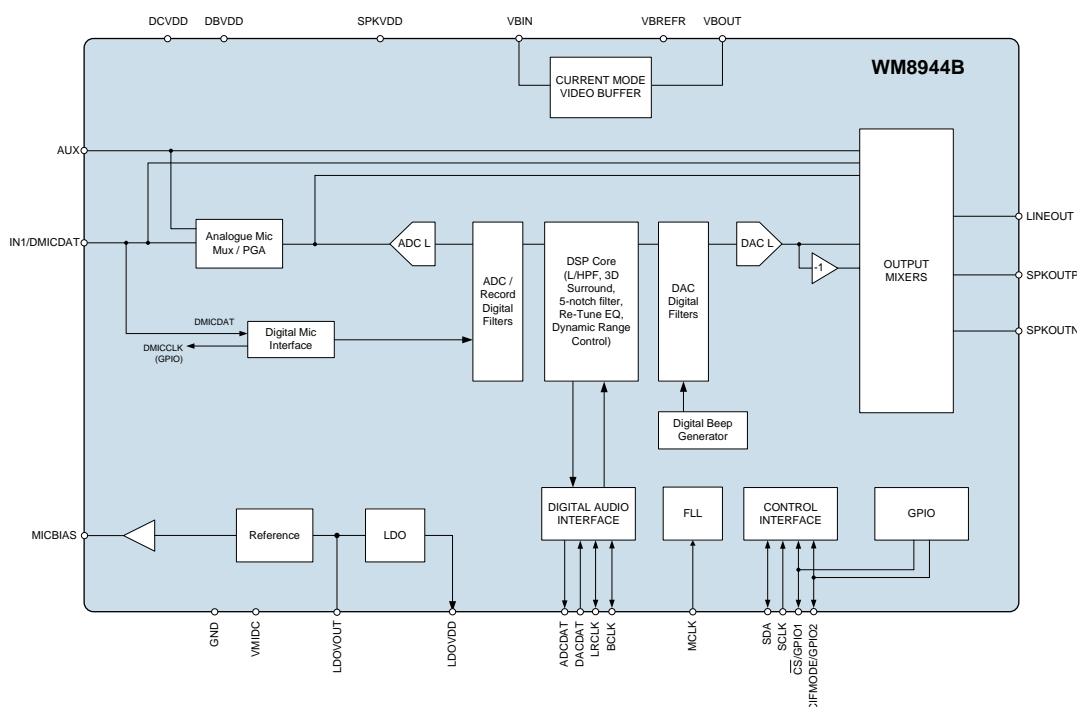 DCVDD
DBVDD
SPKVDD
VBIN
VBREFR
VBOUT
WM8944B
CURRENT MODE
VIDEO BUFFER
AUX
IN1/DMICDAT
Analogue Mic
Mux / PGA
ADC L
ADC /
Record
Digital
Filters
DSP Core
(L/HPF, 3D
Surround,
5-notch filter,
Re-Tune EQ,
Dynamic Range
Control)
DAC
Digital
Filters
DAC L
-1
OUTPUT
MIXERS
LINEOUT
SPKOUTP
SPKOUTN
DMICDAT
DMICCLK
(GPIO)
Digital Mic
Interface
Digital Beep
Generator
MICBIAS
Reference
LDO
DIGITAL AUDIO
INTERFACE
FLL
CONTROL
INTERFACE
GPIO
GND
VMIDC
LDOVOUT
LDOVDD
ADCDAT
DACDAT
LRCLK
BCLK
MCLK
SDA
SCLK
CS/GPIO1
CIFMODE/GPIO2